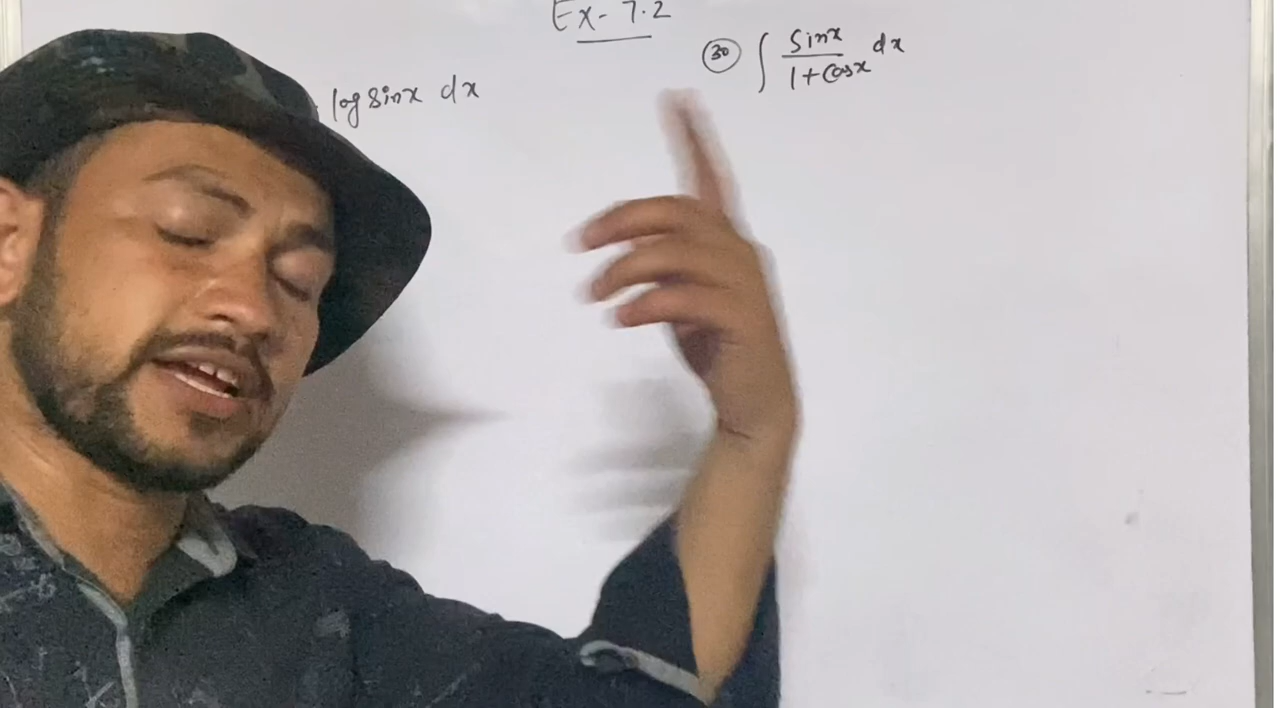 Ex - 7.2
log sinx dx
30 ∫ Sinx / 1 + Cosx dx